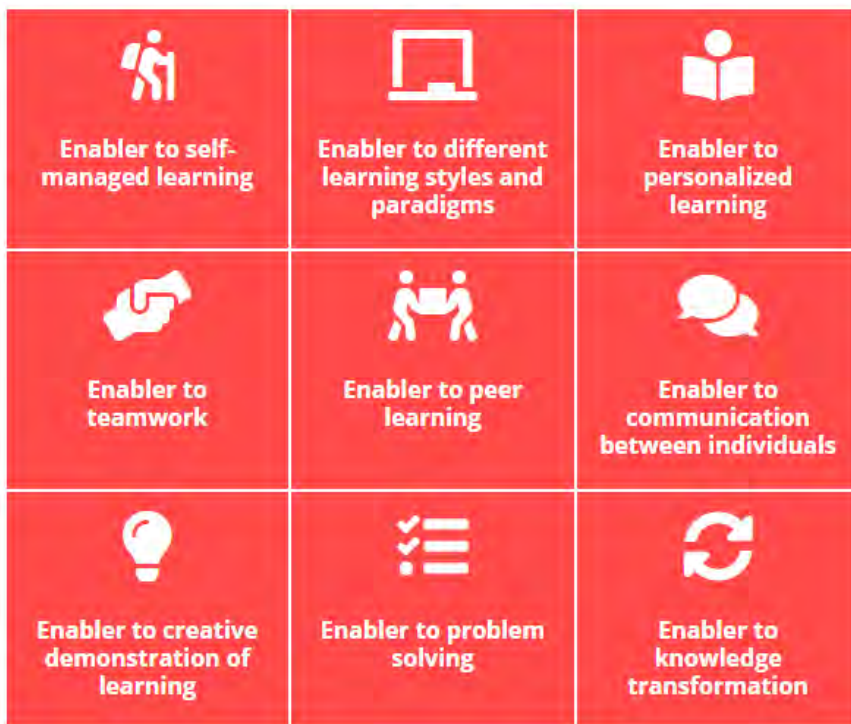 Enabler to self-
managed learning
Enabler to different
learning styles and
paradigms
Enabler to
personalized
learning
Enabler to
teamwork
Enabler to peer
learning
Enabler to
communication
between individuals
Enabler to creative
demonstration of
learning
Enabler to problem
solving
Enabler to
knowledge
transformation